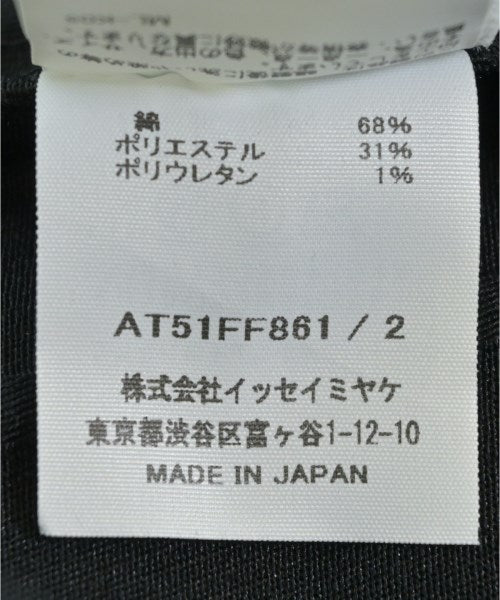 綿 68%
ポリエステル 31%
ポリウレタン 1%
AT51FF861 / 2
株式会社イッセイミヤケ
東京都渋谷区富ヶ谷1-12-10
MADE IN JAPAN